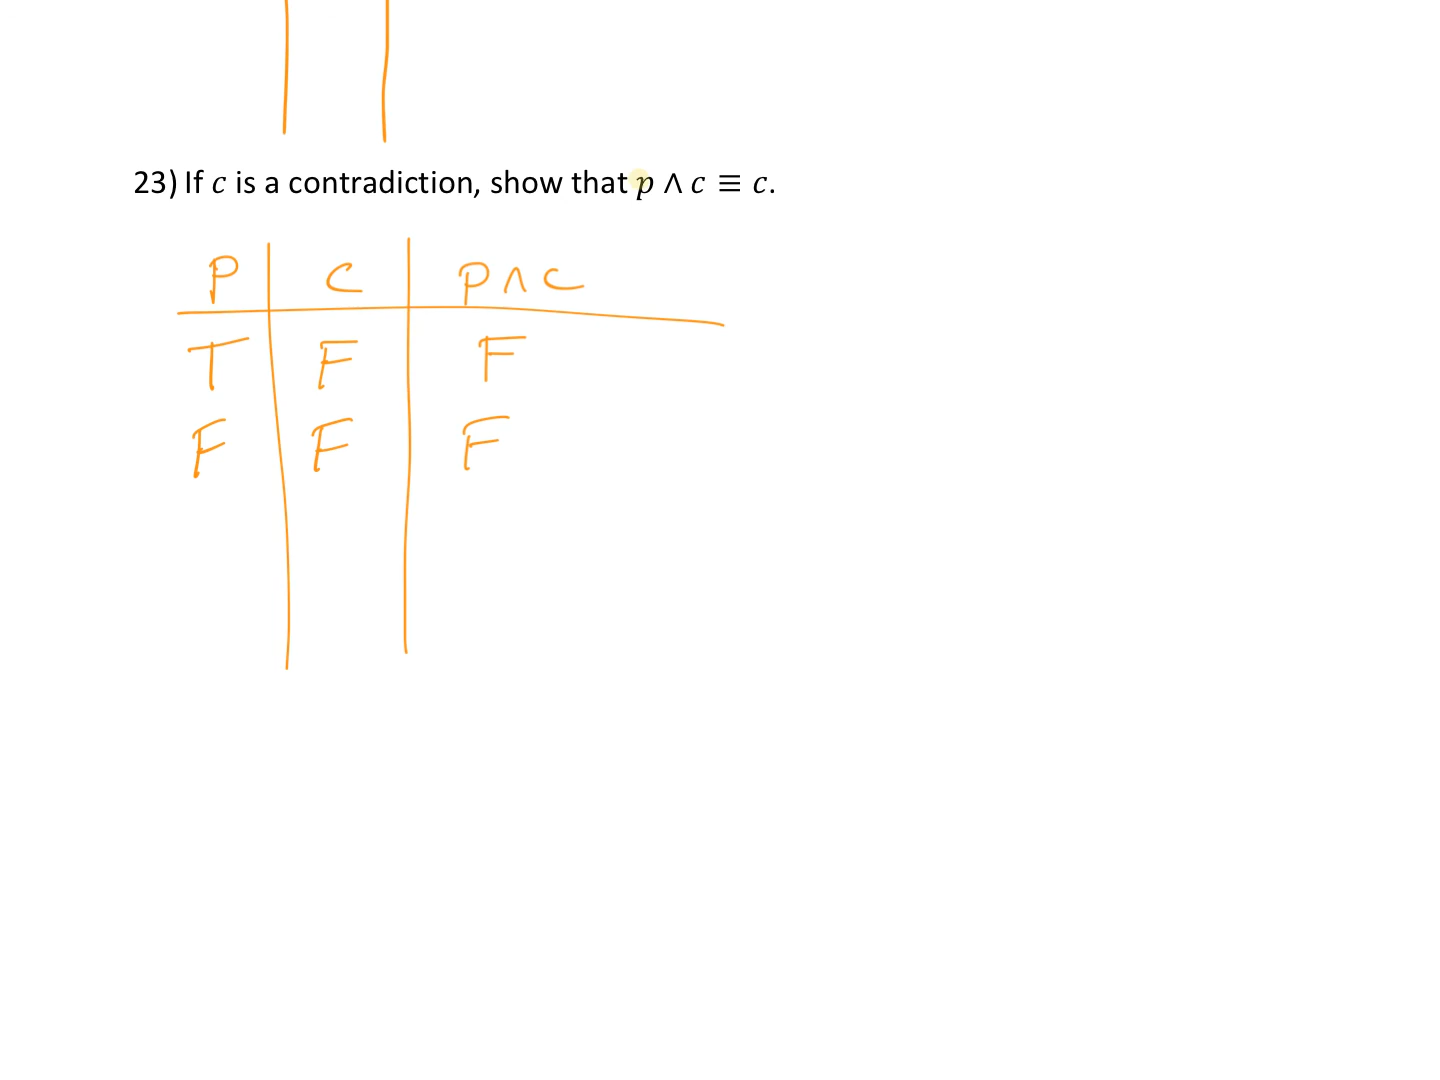 23) If c is a contradiction, show that p ∧ c ≡ c.
P C P ∧ C
T F F
F F F